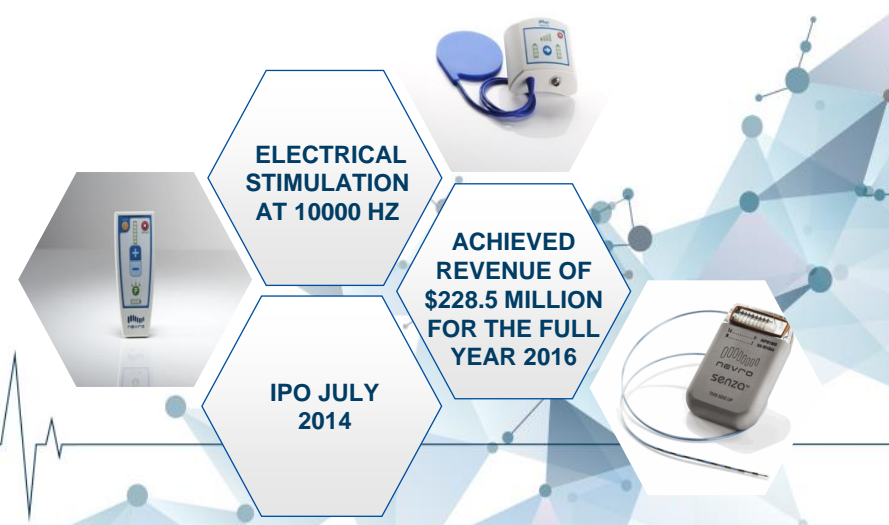 ELECTRICAL
STIMULATION
AT 10000 HZ
ACHIEVED
REVENUE OF
$228.5 MILLION
FOR THE FULL
YEAR 2016
IPO JULY
2014
nevro
nevro
senza™